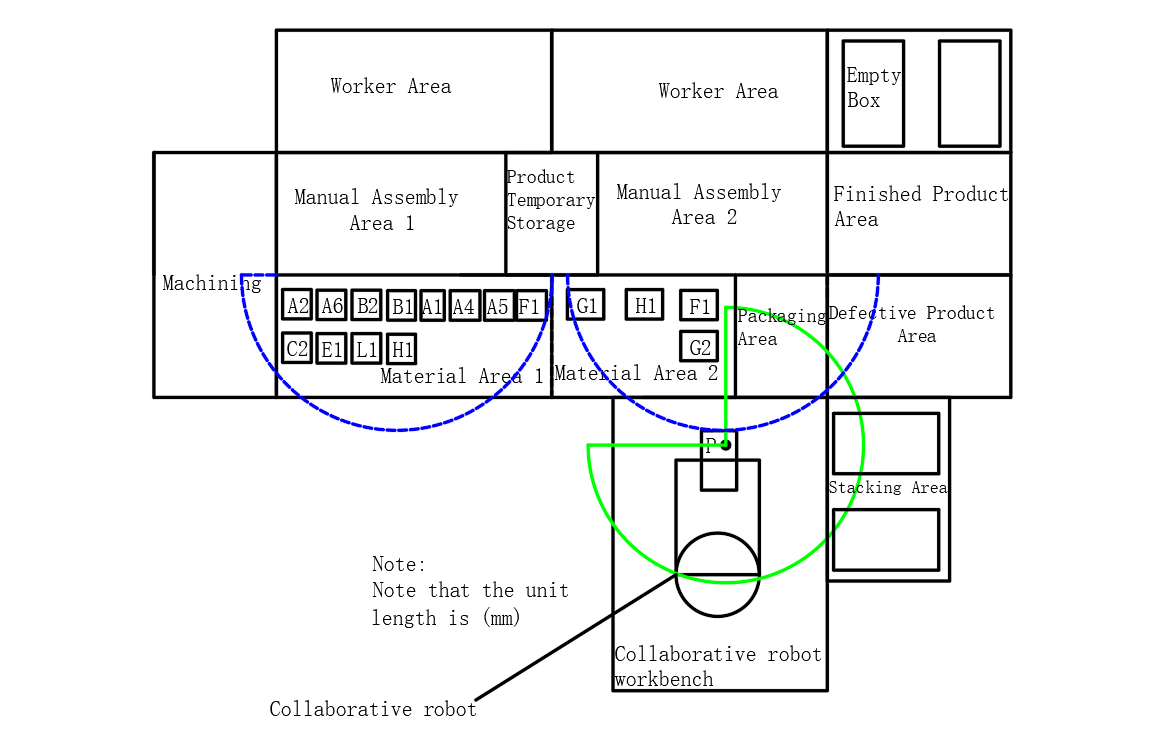 Worker Area
Worker Area
Empty
Box
Machining
Manual Assembly
Area 1
Product
Temporary
Storage
Manual Assembly
Area 2
Finished Product
Area
A2 A6 B2 B1 A1 A4 A5 F1
C2 E1 L1 H1
Material Area 1
G1 H1 F1
G2
Material Area 2
Packaging
Area
Defective Product
Area
P
Stacking Area
Note:
Note that the unit
length is (mm)
Collaborative robot
workbench
Collaborative robot